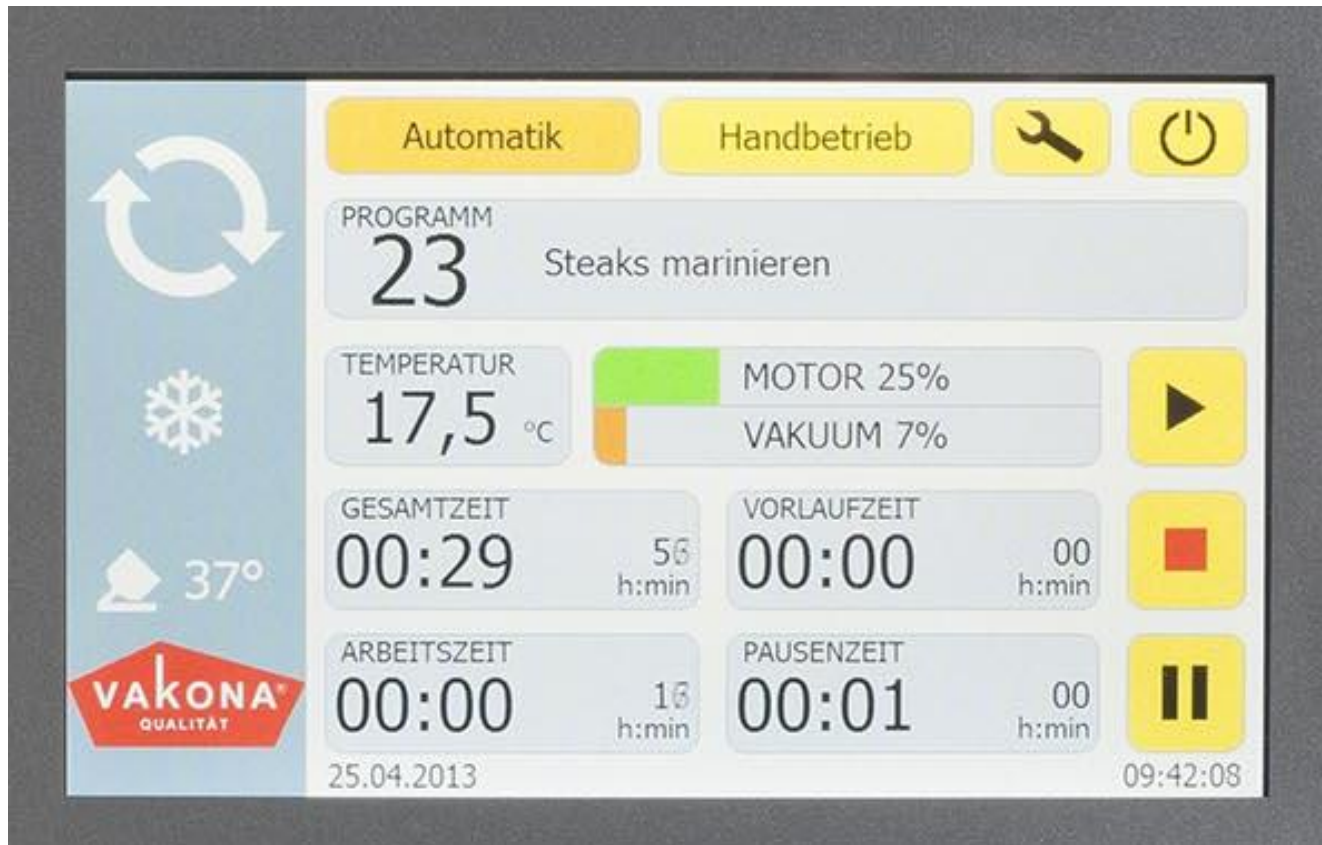 Automatik
Handbetrieb
PROGRAMM
23 Steaks marinieren
TEMPERATUR
17,5 °C
MOTOR 25%
VAKUUM 7%
GESAMTZEIT
00:29
h:min
VORLAUFZEIT
00:00 00
h:min
37°
ARBEITSZEIT
00:00
h:min
PAUSENZEIT
00:01 00
h:min
VAKONA®
QUALITÄT
25.04.2013
09:42:08